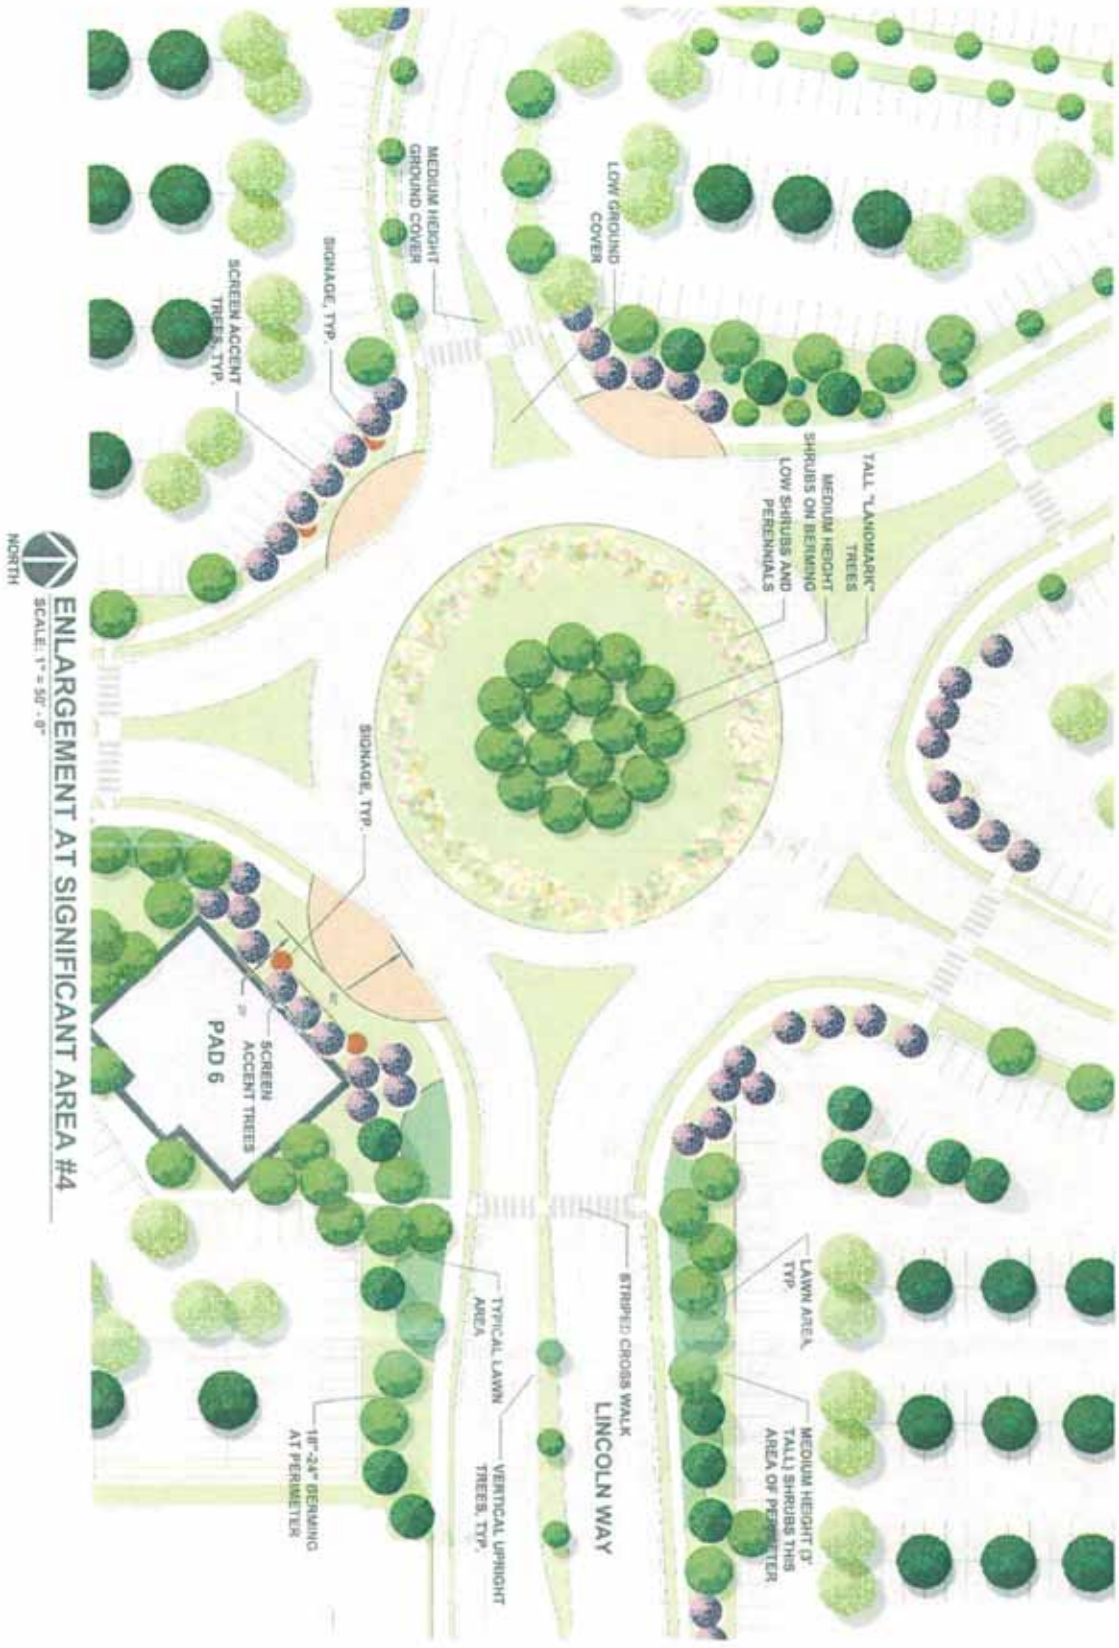 MEDIUM HEIGHT
GROUND COVER
LOW GROUND
COVER
SIGNAGE, TYP.
SCREEN ACCENT
TREES, TYP.
TALL "LANDMARK"
TREES
MEDIUM HEIGHT
SHRUBS ON BERMING
LOW SHRUBS AND
PERENNIALS
SIGNAGE, TYP.
SCREEN
ACCENT TREES
PAD 6
LAWN AREA,
TYP.
STRIPED CROSS WALK
LINCOLN WAY
MEDIUM HEIGHT (3'
TALL) SHRUBS THIS
AREA OF PERIMETER
TYPICAL LAWN
AREA
VERTICAL UPRIGHT
TREES, TYP.
18"-24" BERMING
AT PERIMETER
ENLARGEMENT AT SIGNIFICANT AREA #4
SCALE: 1" = 50' - 0"
NORTH